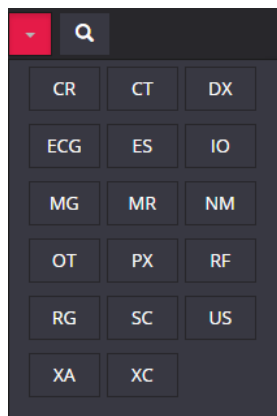 CR CT DX
ECG ES IO
MG MR NM
OT PX RF
RG SC US
XA XC